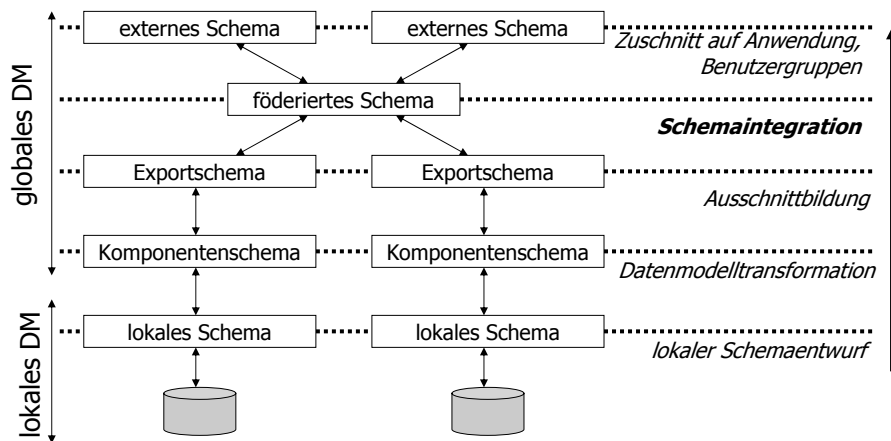 externes Schema
externes Schema
Zuschnitt auf Anwendung,
Benutzergruppen
föderiertes Schema
Schemaintegration
globales DM
Exportschema
Exportschema
Ausschnittbildung
Komponentenschema
Komponentenschema
Datenmodelltransformation
lokales DM
lokales Schema
lokales Schema
lokaler Schemaentwurf